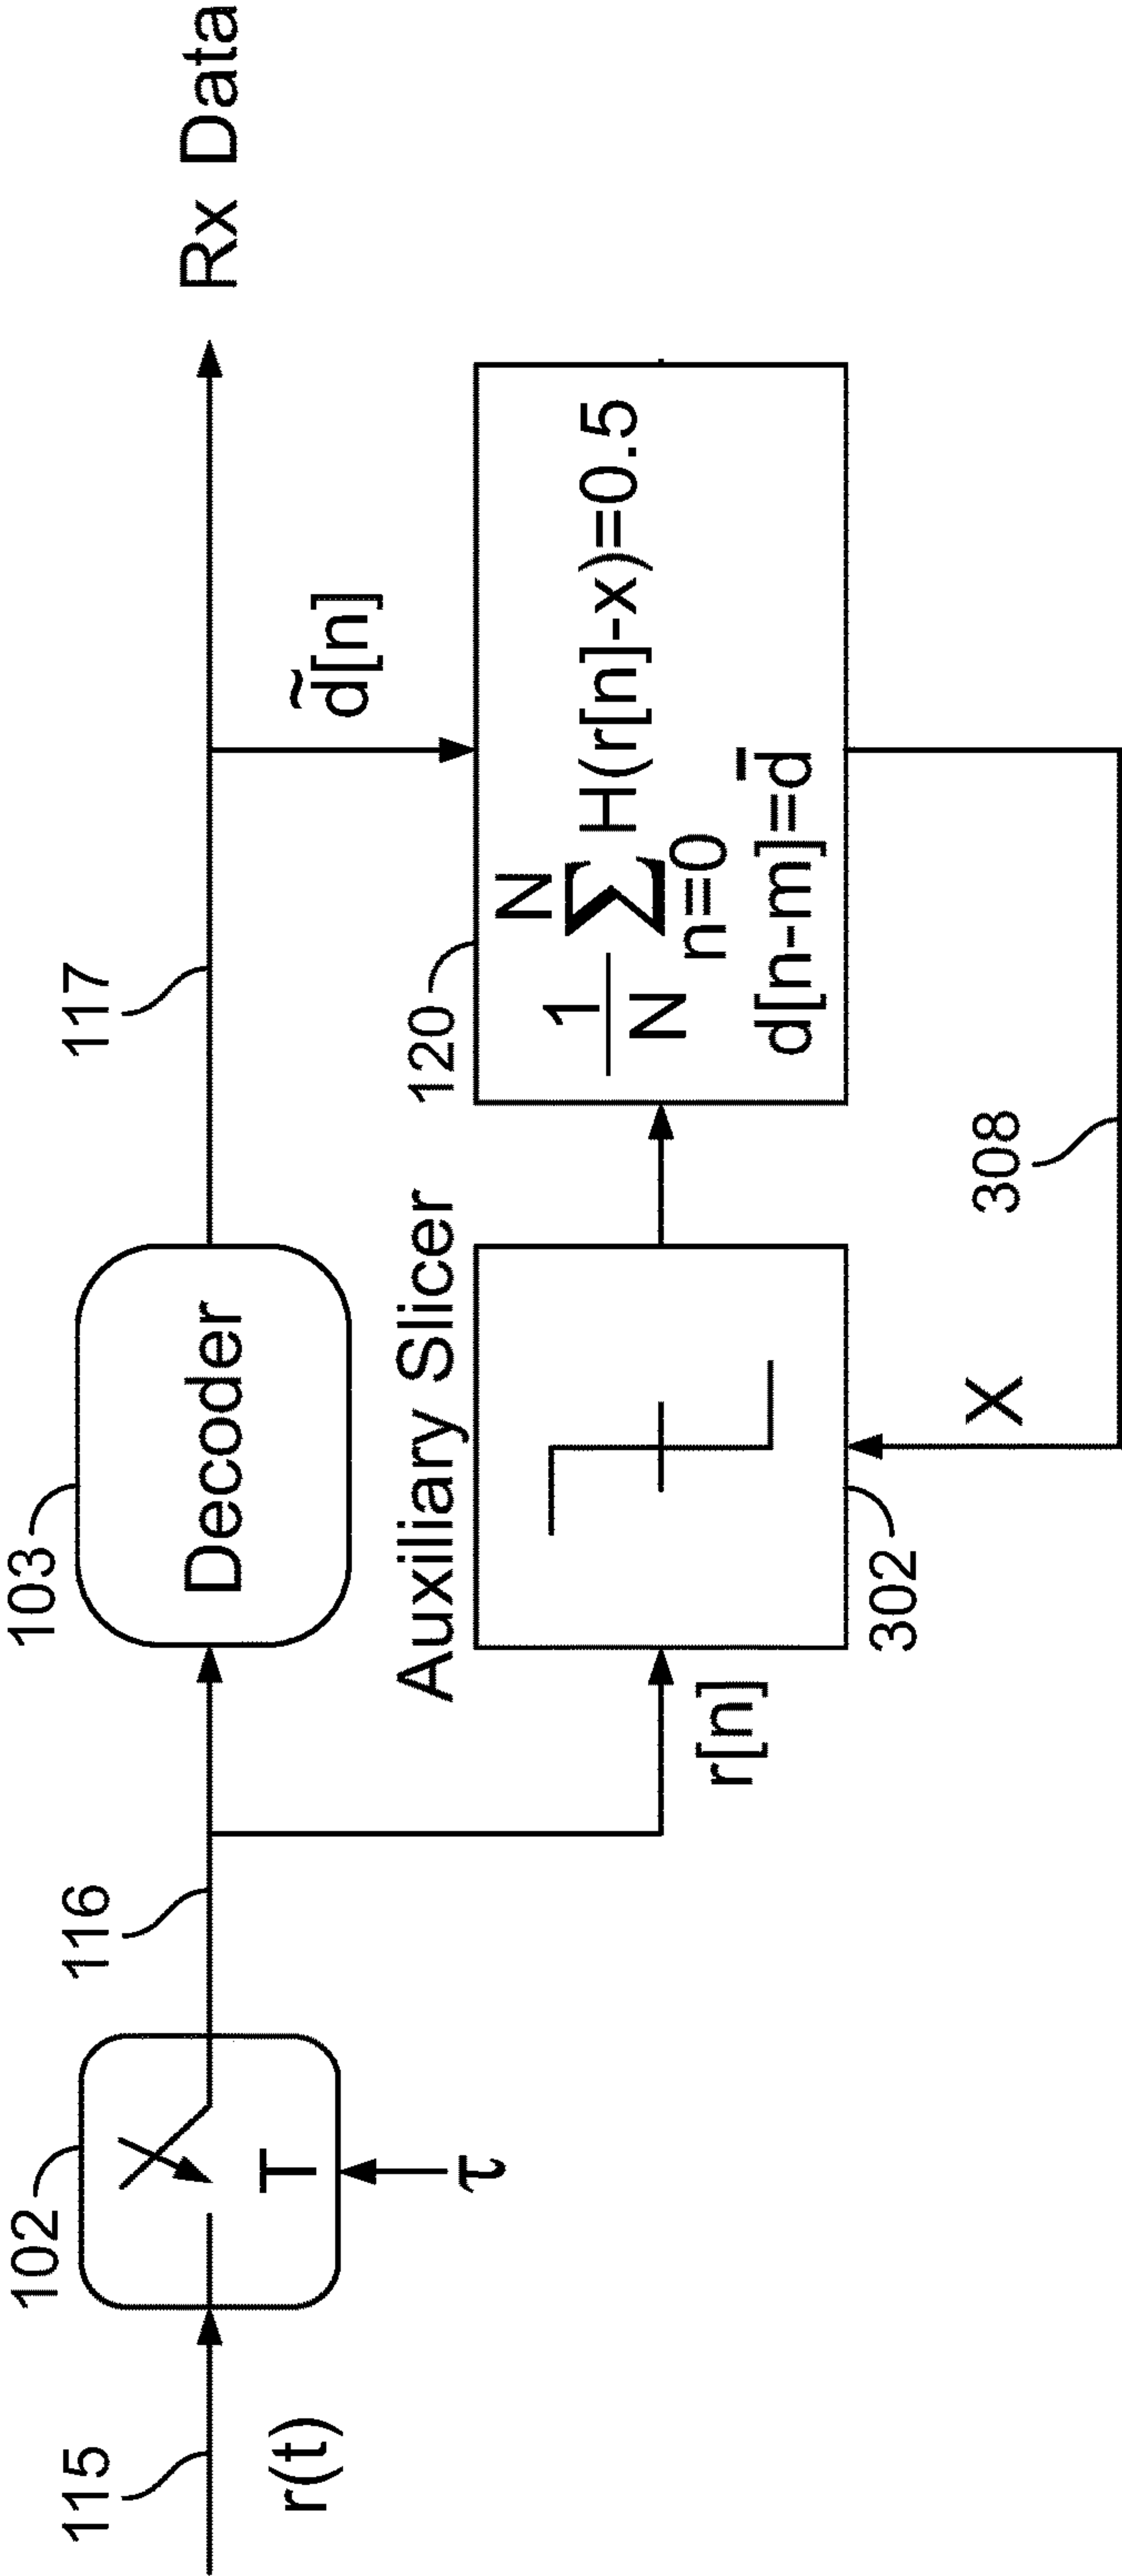 115
r(t)
102
T
τ
116
103
Decoder
117
Rx Data
r[n]
Auxiliary Slicer
302
X
d̃[n]
120
1/N N∑n=0 H(r[n]-x)=0.5
d[n-m]=d̄
308